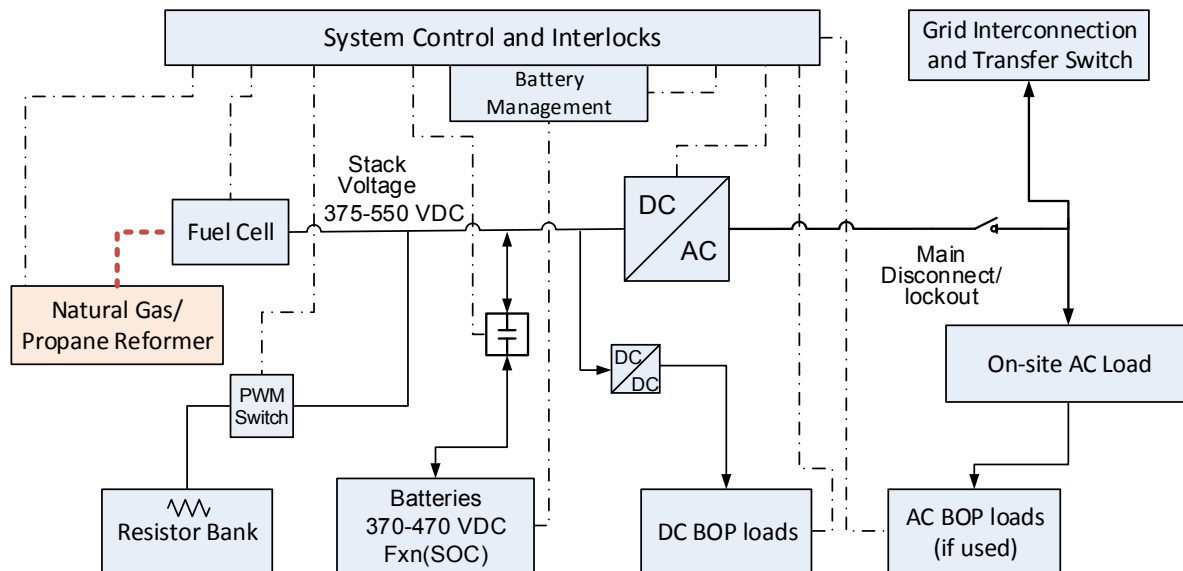 System Control and Interlocks
Grid Interconnection
and Transfer Switch
Battery
Management
Stack
Voltage
375-550 VDC
Fuel Cell
DC
AC
Main
Disconnect/
lockout
Natural Gas/
Propane Reformer
PWM
Switch
DC
DC
On-site AC Load
Resistor Bank
Batteries
370-470 VDC
Fxn(SOC)
DC BOP loads
AC BOP loads
(if used)